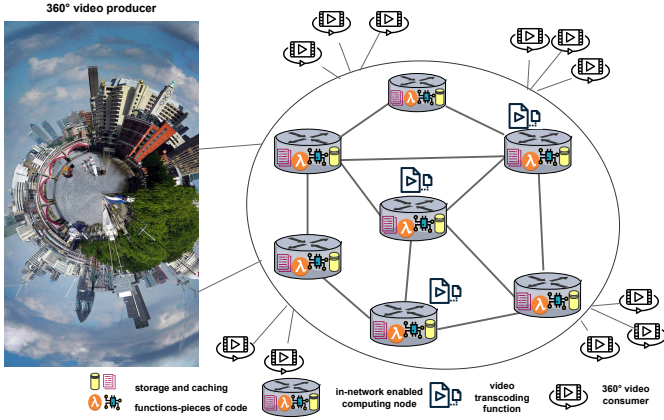 360° video producer
λ
λ
λ
λ
λ
λ
λ
storage and caching
λ
functions-pieces of code
λ
in-network enabled
computing node
video
transcoding
function
360° video
consumer